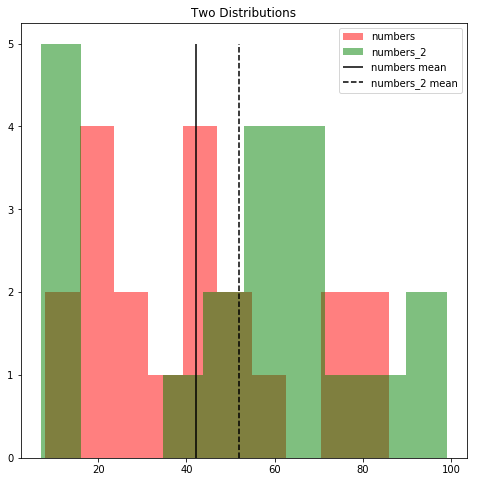 Two Distributions
numbers
numbers_2
numbers mean
numbers_2 mean
5
4
3
2
1
0
20 40 60 80 100